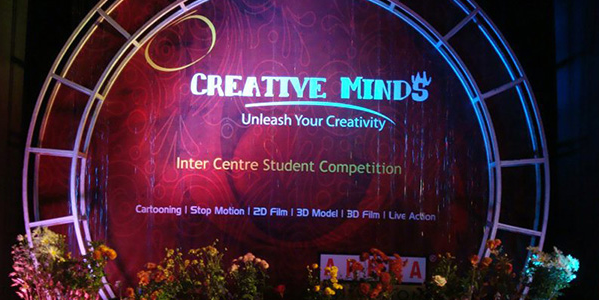 CREATIVE MINDS
Unleash Your Creativity
Inter Centre Student Competition
Cartooning | Stop Motion | 2D Film | 3D Model | 3D Film | Live Action